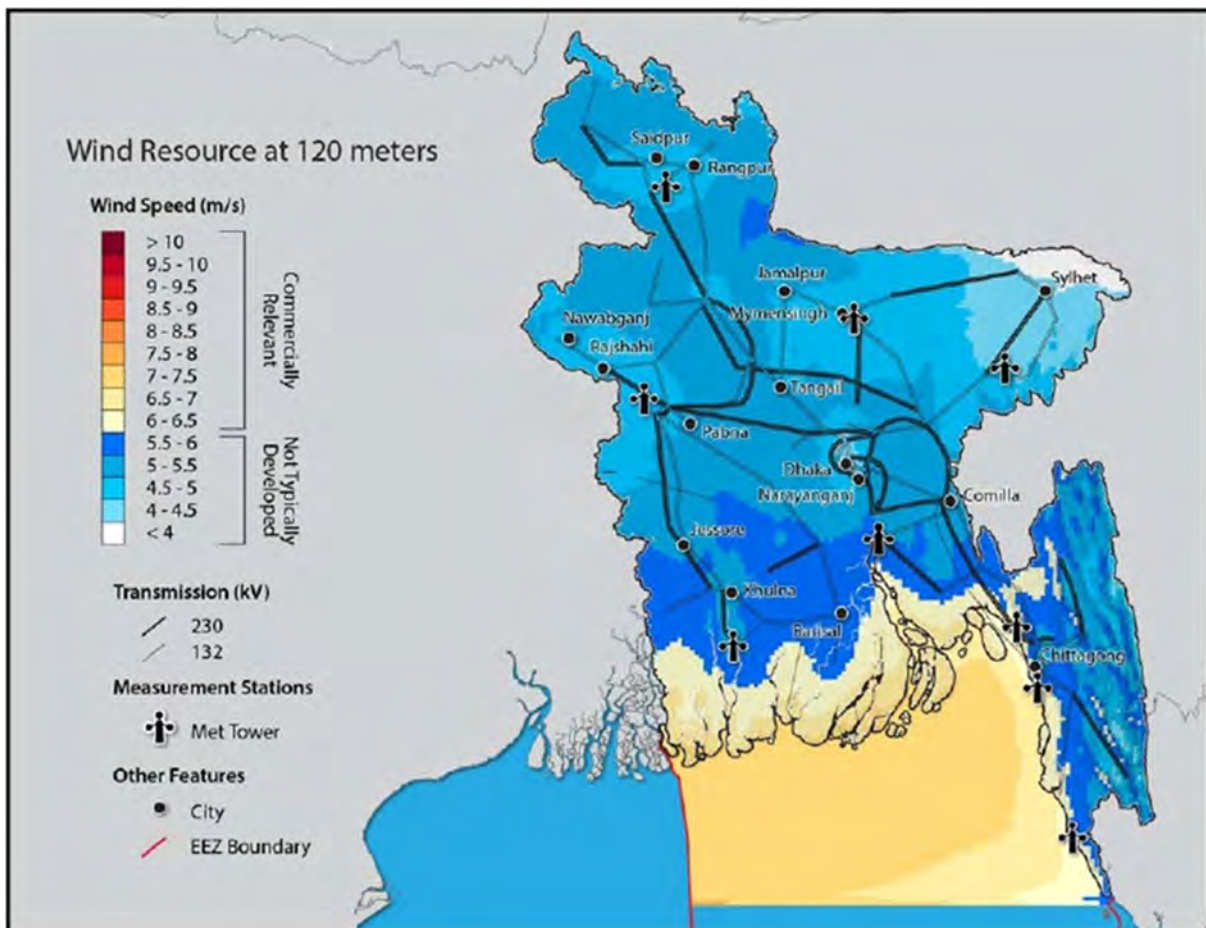 Wind Resource at 120 meters
Wind Speed (m/s)
> 10
9.5 - 10
9 - 9.5
8.5 - 9
8 - 8.5
7.5 - 8
7 - 7.5
6.5 - 7
6 - 6.5
5.5 - 6
5 - 5.5
4.5 - 5
4 - 4.5
< 4
Commercially
Relevant
Not Typically
Developed
Transmission (kV)
230
132
Measurement Stations
Met Tower
Other Features
City
EEZ Boundary
Saidpur
Rangpur
Jamalpur
Sylhet
Mymensingh
Nawabganj
Rajshahi
Tangail
Pabna
Dhaka
Narayanganj
Comilla
Jessore
Khulna
Barisal
Chittagong